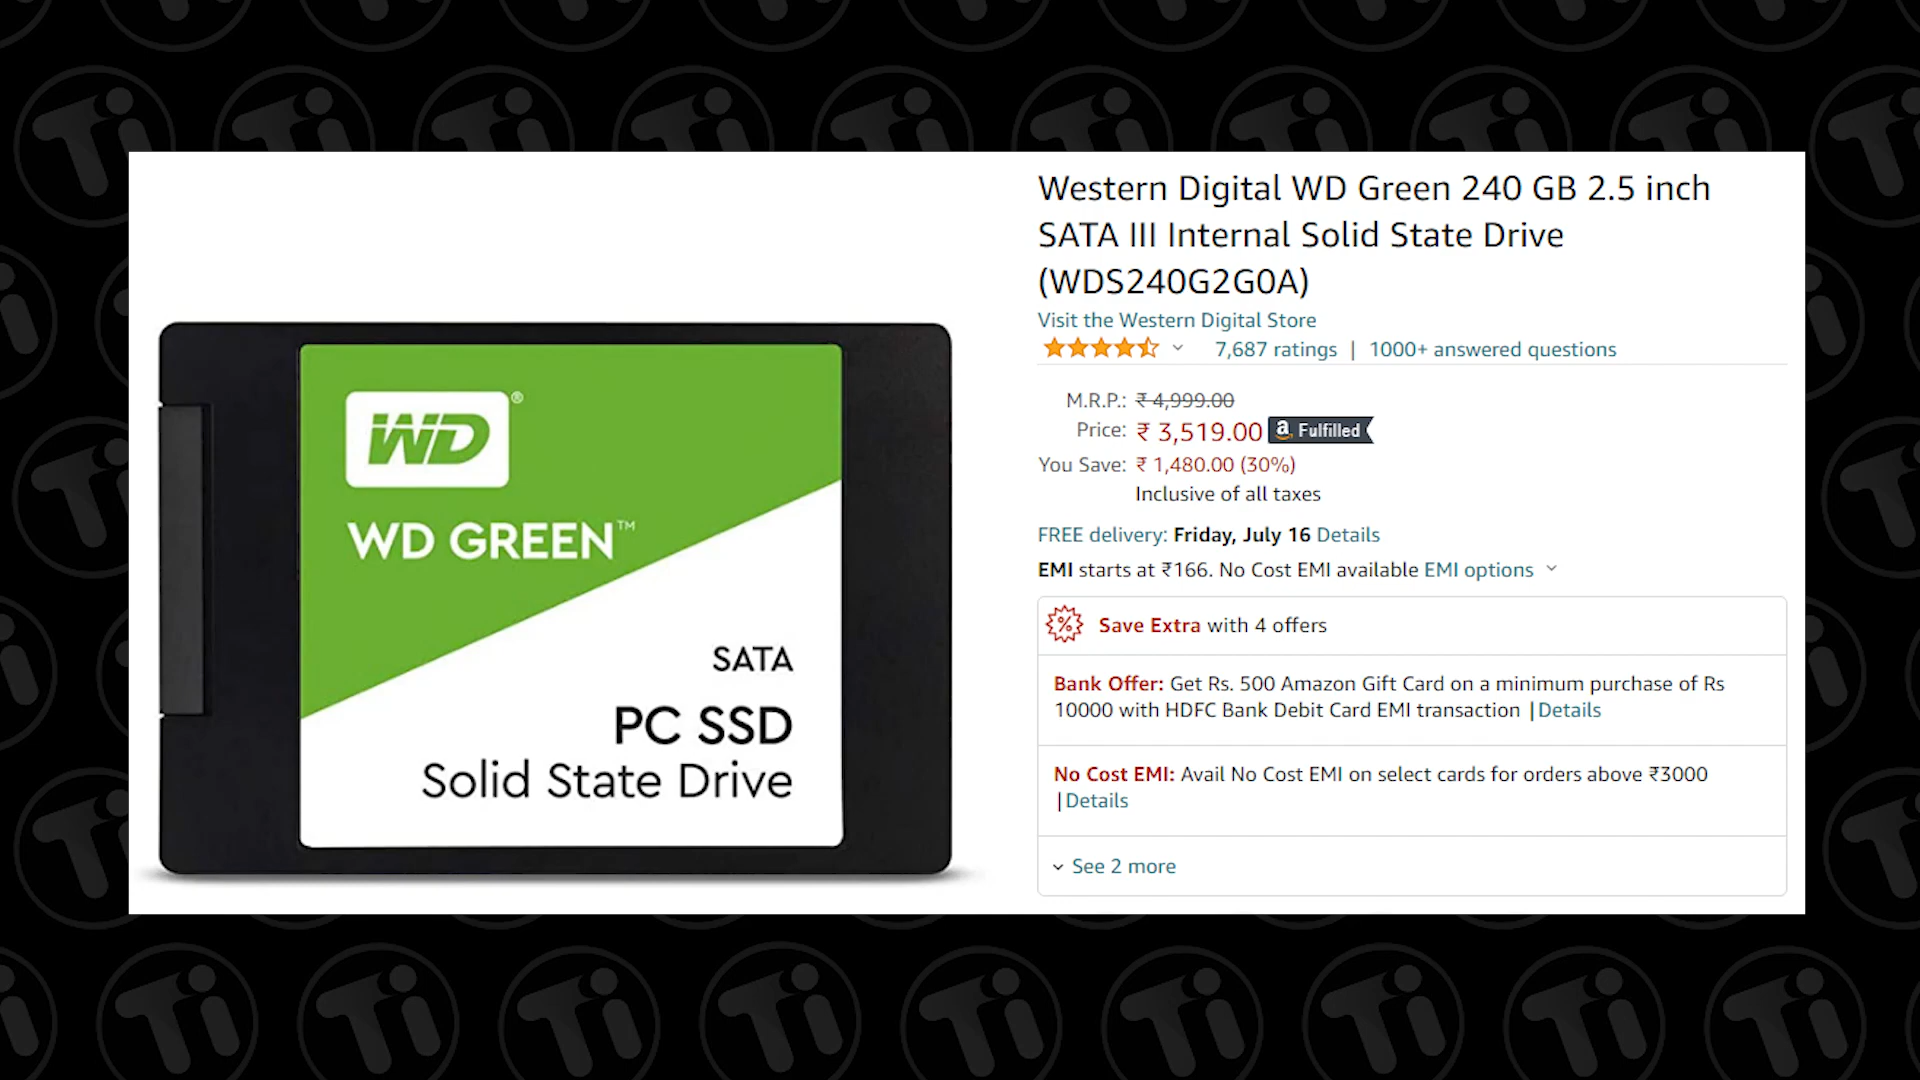 Western Digital WD Green 240 GB 2.5 inch
SATA III Internal Solid State Drive
(WDS240G2G0A)
Visit the Western Digital Store
7,687 ratings | 1000+ answered questions
M.R.P.: ₹ 4,999.00
Price: ₹ 3,519.00 a Fulfilled
You Save: ₹ 1,480.00 (30%)
Inclusive of all taxes
FREE delivery: Friday, July 16 Details
EMI starts at ₹166. No Cost EMI available EMI options
Save Extra with 4 offers
Bank Offer: Get Rs. 500 Amazon Gift Card on a minimum purchase of Rs
10000 with HDFC Bank Debit Card EMI transaction |Details
No Cost EMI: Avail No Cost EMI on select cards for orders above ₹3000
|Details
See 2 more
WD®
WD GREEN™
SATA
PC SSD
Solid State Drive